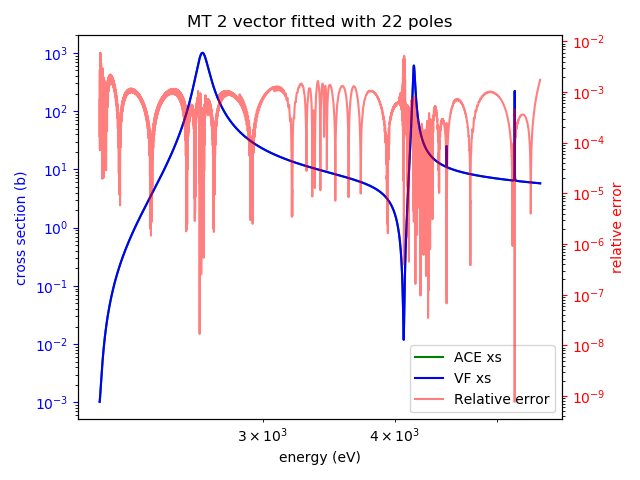 MT 2 vector fitted with 22 poles
cross section (b)
10³
10²
10¹
10⁰
10⁻¹
10⁻²
10⁻³
10⁻²
10⁻³
10⁻⁴
10⁻⁵
10⁻⁶
10⁻⁷
10⁻⁸
10⁻⁹
relative error
ACE xs
VF xs
Relative error
3 × 10³
4 × 10³
energy (eV)